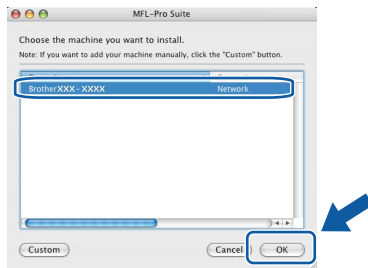 MFL-Pro Suite
Choose the machine you want to install.
Note: If you want to add your machine manually, click the "Custom" button.
BrotherXXX-XXXX Network
Custom Cancel OK